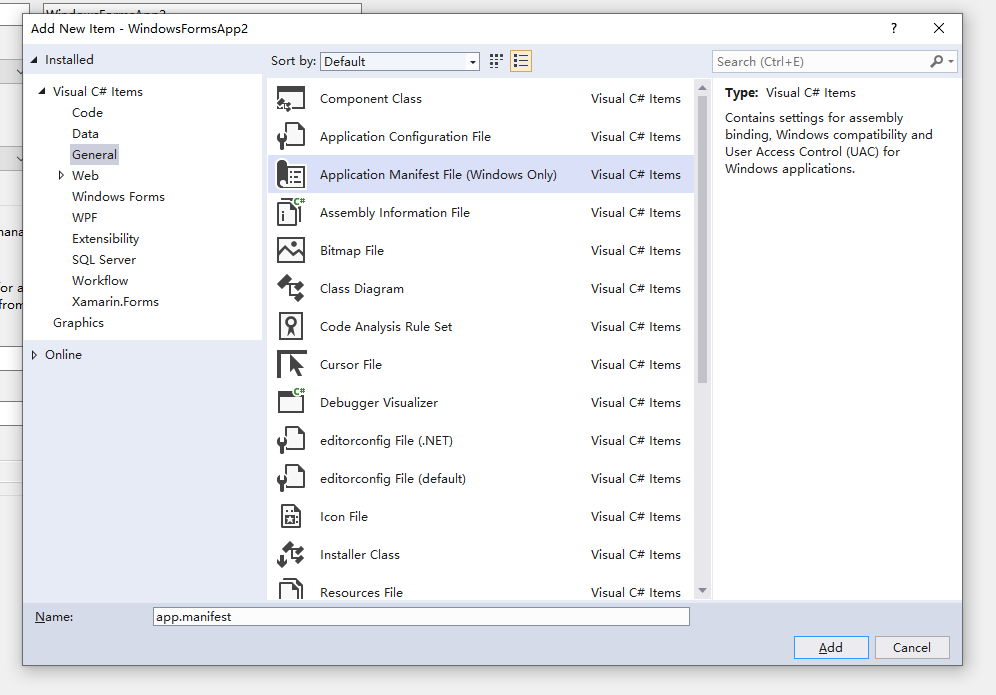 WindowsFormsApp2
Add New Item - WindowsFormsApp2
?
Installed
Sort by: Default
Search (Ctrl+E)
Visual C# Items
Code
Data
General
Web
Windows Forms
WPF
Extensibility
SQL Server
Workflow
Xamarin.Forms
Graphics
Online
Component Class Visual C# Items
Application Configuration File Visual C# Items
Application Manifest File (Windows Only) Visual C# Items
C# Assembly Information File Visual C# Items
Bitmap File Visual C# Items
Class Diagram Visual C# Items
Code Analysis Rule Set Visual C# Items
Cursor File Visual C# Items
C# Debugger Visualizer Visual C# Items
editorconfig File (.NET) Visual C# Items
editorconfig File (default) Visual C# Items
Icon File Visual C# Items
Installer Class Visual C# Items
Resources File Visual C# Items
Type: Visual C# Items
Contains settings for assembly
binding, Windows compatibility and
User Access Control (UAC) for
Windows applications.
or a
from
Name: app.manifest
Add Cancel